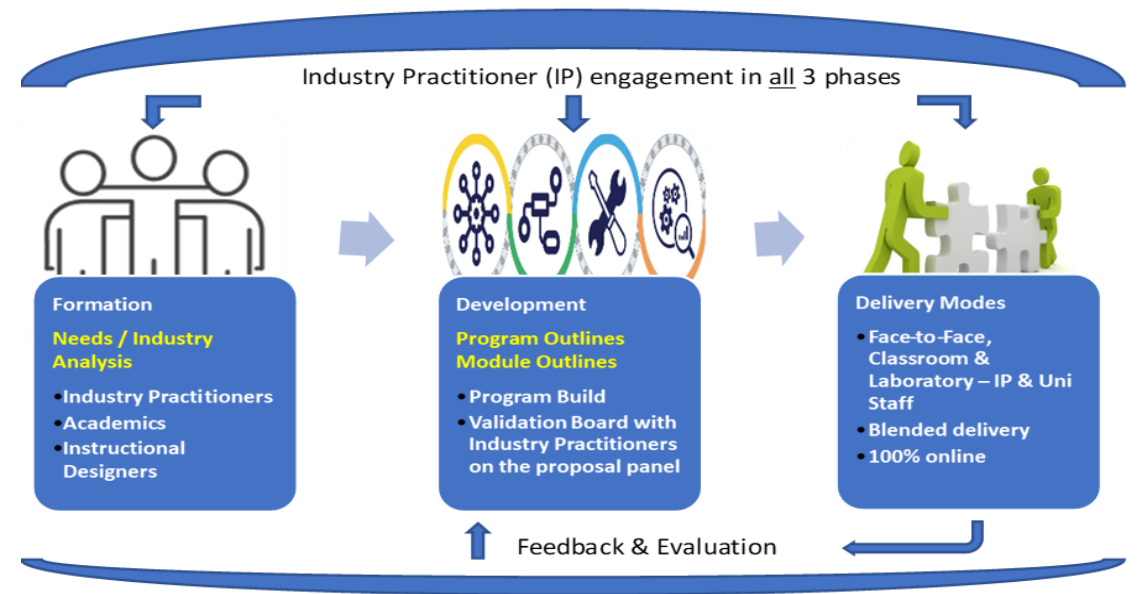 Industry Practitioner (IP) engagement in all 3 phases
Formation
Needs / Industry
Analysis
•Industry Practitioners
•Academics
•Instructional
Designers
Development
Program Outlines
Module Outlines
•Program Build
•Validation Board with
Industry Practitioners
on the proposal panel
Delivery Modes
•Face-to-Face,
Classroom &
Laboratory – IP & Uni
Staff
•Blended delivery
•100% online
Feedback & Evaluation